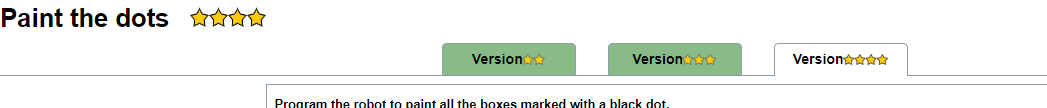 Paint the dots
Version Version Version
Program the robot to paint all the boxes marked with a black dot.